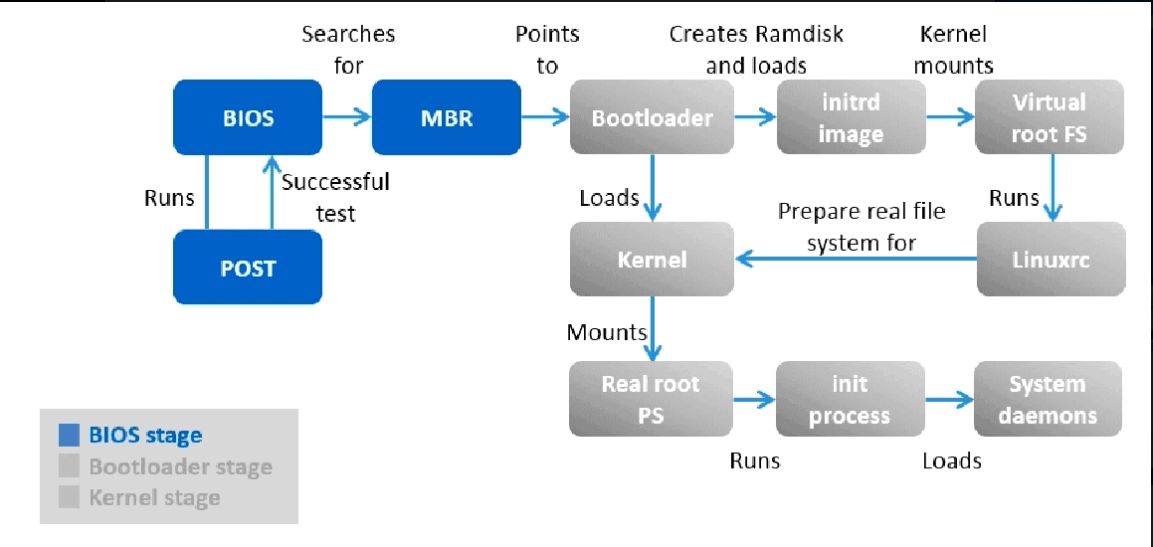 Searches
for
Points
to
Creates Ramdisk
and loads
Kernel
mounts
BIOS
MBR
Bootloader
initrd
image
Virtual
root FS
Runs
Successful
test
Loads
Prepare real file
system for
Runs
POST
Kernel
Linuxrc
Mounts
Real root
PS
init
process
System
daemons
Runs
Loads
BIOS stage
Bootloader stage
Kernel stage